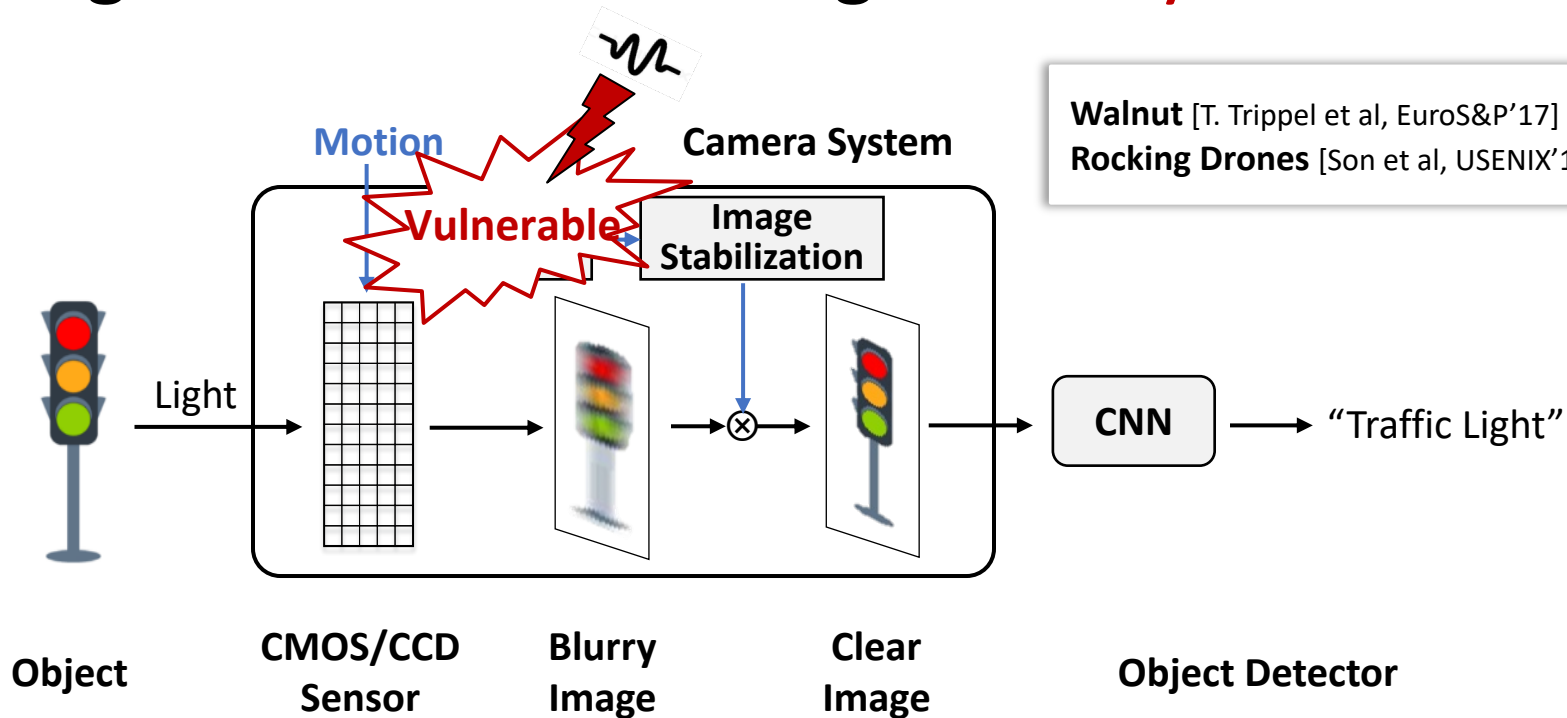 Walnut [T. Trippel et al, EuroS&P'17]
Rocking Drones [Son et al, USENIX'1
Motion
Camera System
Vulnerable
Image
Stabilization
Light
CNN
“Traffic Light”
Object
CMOS/CCD
Sensor
Blurry
Image
Clear
Image
Object Detector